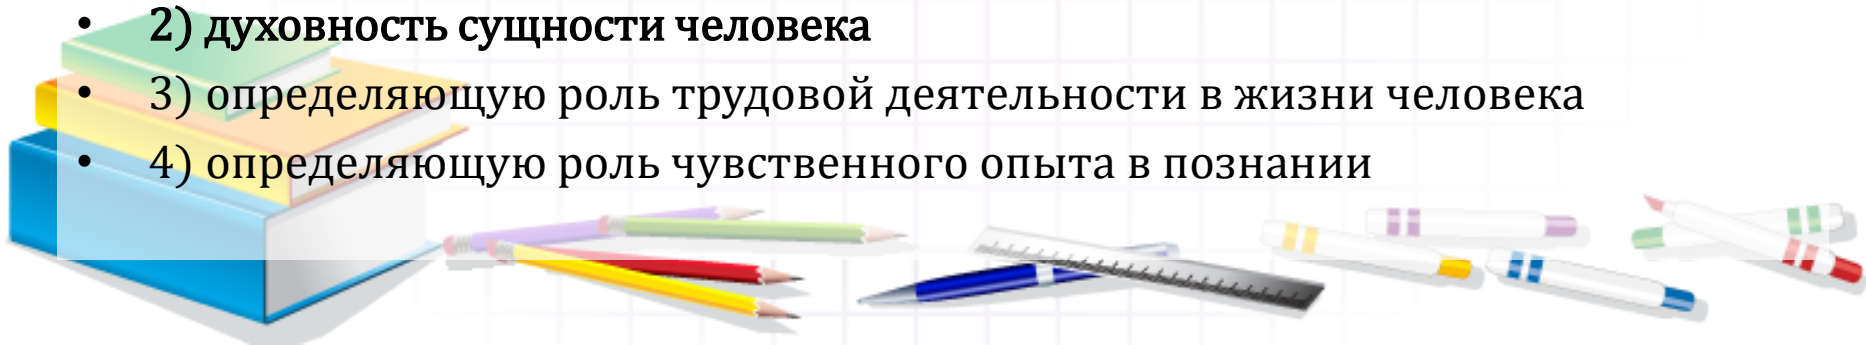 • 2) духовность сущности человека
• 3) определяющую роль трудовой деятельности в жизни человека
• 4) определяющую роль чувственного опыта в познании